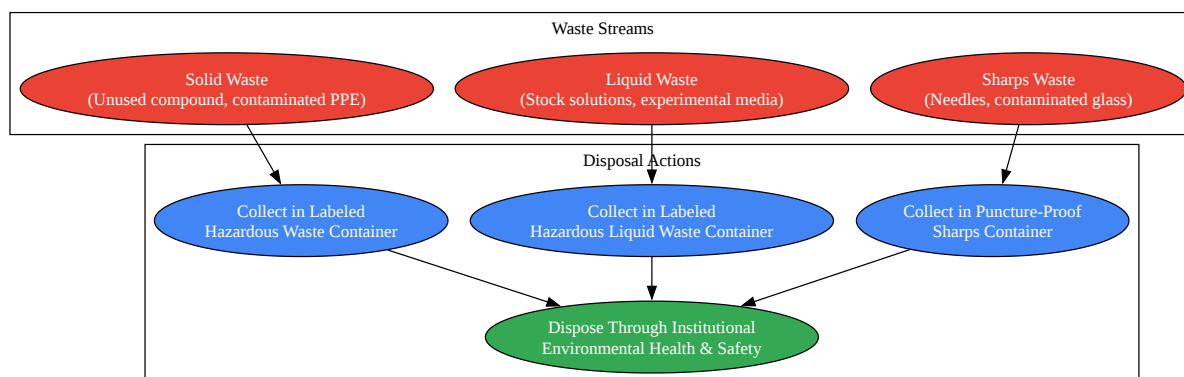 Waste Streams
Solid Waste
(Unused compound, contaminated PPE)
Liquid Waste
(Stock solutions, experimental media)
Sharps Waste
(Needles, contaminated glass)
Disposal Actions
Collect in Labeled
Hazardous Waste Container
Collect in Labeled
Hazardous Liquid Waste Container
Collect in Puncture-Proof
Sharps Container
Dispose Through Institutional
Environmental Health & Safety